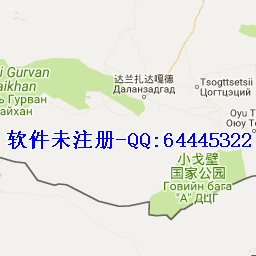 i Gurvan
aikhan
ь Гурван
айхан
达兰扎达嘎德
Даланзадгад
Tsogttsetsii
Цогтцэций
Oyu T
Оюу То
软件未注册-QQ:64445322
小戈壁
国家公园
Говийн бага
"А" ДЦГ